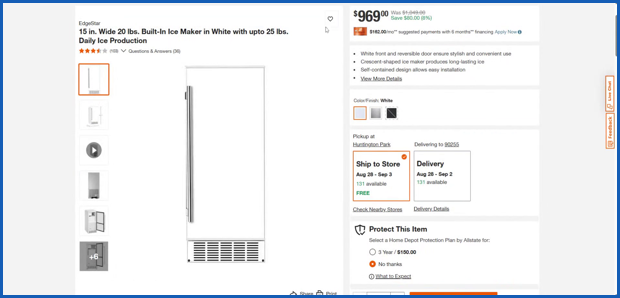 EdgeStar
15 in. Wide 20 lbs. Built-In Ice Maker in White with upto 25 lbs.
Daily Ice Production
Questions & Answers (36)
+6
Share
Print
$969 00
Was $1,049.00
Save $80.00 (8%)
$162.00/mo** suggested payments with 6 months** financing Apply Now
White front and reversible door ensure stylish and convenient use
Crescent-shaped ice maker produces long-lasting ice
Self-contained design allows easy installation
View More Details
Color/Finish: White
Pickup at
Huntington Park
Delivering to 90255
Ship to Store
Aug 28 - Sep 3
131 available
FREE
Delivery
Aug 28 - Sep 2
131 available
Check Nearby Stores
Delivery Details
Protect This Item
Select a Home Depot Protection Plan by Allstate for:
3 Year / $150.00
No thanks
What to Expect
Live Chat
Feedback